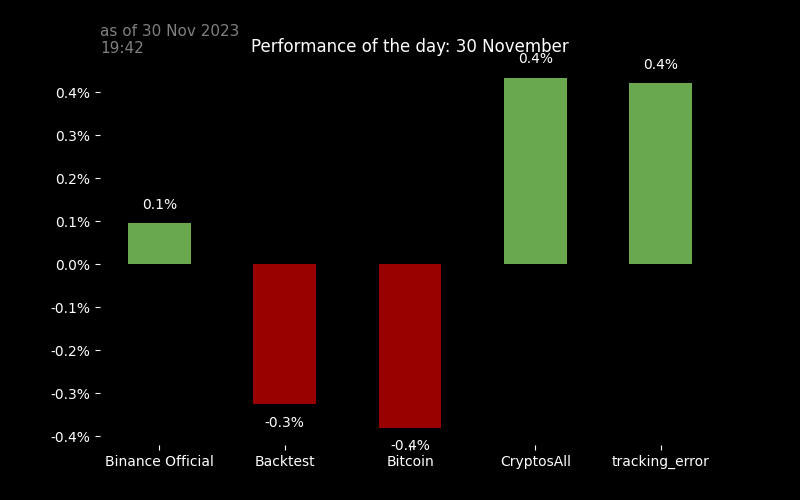 as of 30 Nov 2023
19:42
Performance of the day: 30 November
0.4%
0.4%
0.4%
0.3%
0.2%
0.1%
0.1%
0.0%
-0.1%
-0.2%
-0.3%
-0.3%
-0.4%
-0.4%
Binance Official
Backtest
Bitcoin
CryptosAll
tracking_error